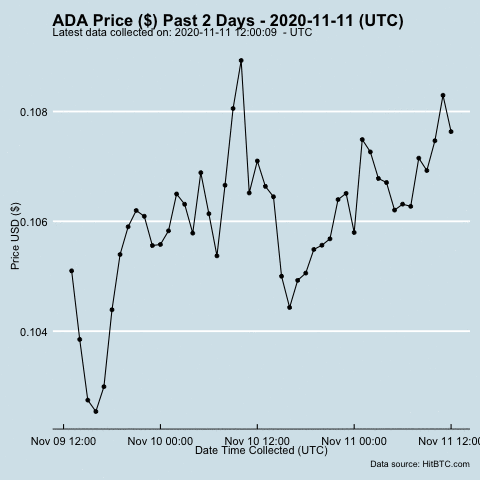 ADA Price ($) Past 2 Days - 2020-11-11 (UTC)
Latest data collected on: 2020-11-11 12:00:09 - UTC
0.108
0.106
0.104
Price USD ($)
Nov 09 12:00 Nov 10 00:00 Nov 10 12:00 Nov 11 00:00 Nov 11 12:00
Date Time Collected (UTC)
Data source: HitBTC.com